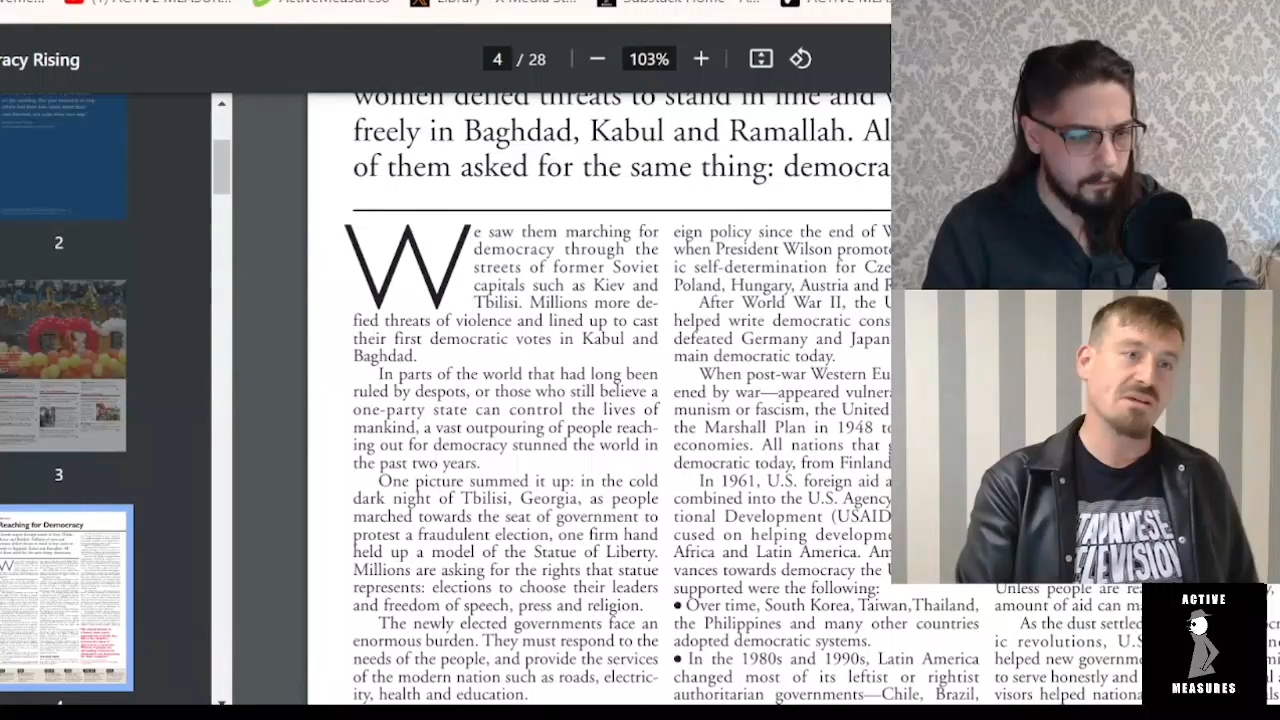 racy Rising
4 / 28
103%
2
3
Reaching for Democracy
freely in Baghdad, Kabul and Ramallah. Al
of them asked for the same thing: democra
We saw them marching for
democracy through the
streets of former Soviet
capitals such as Kiev and
Tbilisi. Millions more de-
fied threats of violence and lined up to cast
their first democratic votes in Kabul and
Baghdad.
In parts of the world that had long been
ruled by despots, or those who still believe a
one-party state can control the lives of
mankind, a vast outpouring of people reach-
ing out for democracy stunned the world in
the past two years.
One picture summed it up: in the cold
dark night of Tbilisi, Georgia, as people
marched towards the seat of government to
protest a fraudulent election, one firm hand
held up a model of the Statue of Liberty.
Millions are asking for the rights that statue
represents: elections to choose their leaders
and freedom of speech, press and religion.
The newly elected governments face an
enormous burden. They must respond to the
needs of the people, and provide the services
of the modern nation such as roads, electric-
ity, health and education.
eign policy since the end of W
when President Wilson promot
ic self-determination for Cze
Poland, Hungary, Austria and R
After World War II, the U
helped write democratic cons
defeated Germany and Japan
main democratic today.
When post-war Western Eu
ened by war—appeared vulner
munism or fascism, the United
the Marshall Plan in 1948 to
economies. All nations that
democratic today, from Finland
In 1961, U.S. foreign aid a
combined into the U.S. Agency
tional Development (USAID
cused on helping developme
Africa and Latin America. An
vances towards democracy the U
supported were the following:
● Over time, South Korea, Taiwan, Thailand,
the Philippines and many other countries
adopted democratic systems.
● In the 1980s and 1990s, Latin America
changed most of its leftist or rightist
authoritarian governments—Chile, Brazil,
Unless people are rea
amount of aid can ma
As the dust settled
ic revolutions, U.S.
helped new governme
to serve honestly and
visors helped nationa
JAPANESE
TELEVISION
ACTIVE
MEASURES